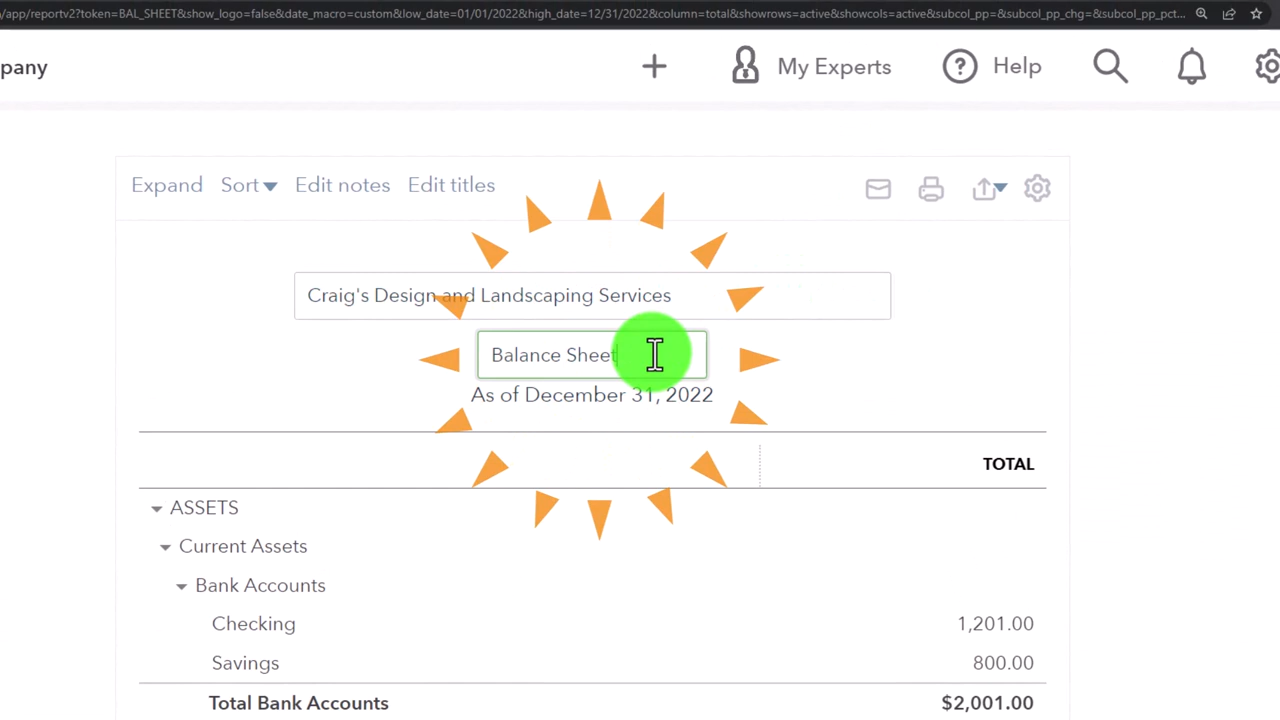 /app/reportv2?token=BAL_SHEET&show_logo=false&date_macro=custom&low_date=01/01/2022&high_date=12/31/2022&column=total&showrows=active&showcols=active&subcol_pp=&subcol_pp_chg=&subcol_pp_pct...
pany
My Experts
Help
Expand Sort Edit notes Edit titles
Craig's Design and Landscaping Services
Balance Sheet
As of December 31, 2022
TOTAL
ASSETS
Current Assets
Bank Accounts
Checking 1,201.00
Savings 800.00
Total Bank Accounts $2,001.00